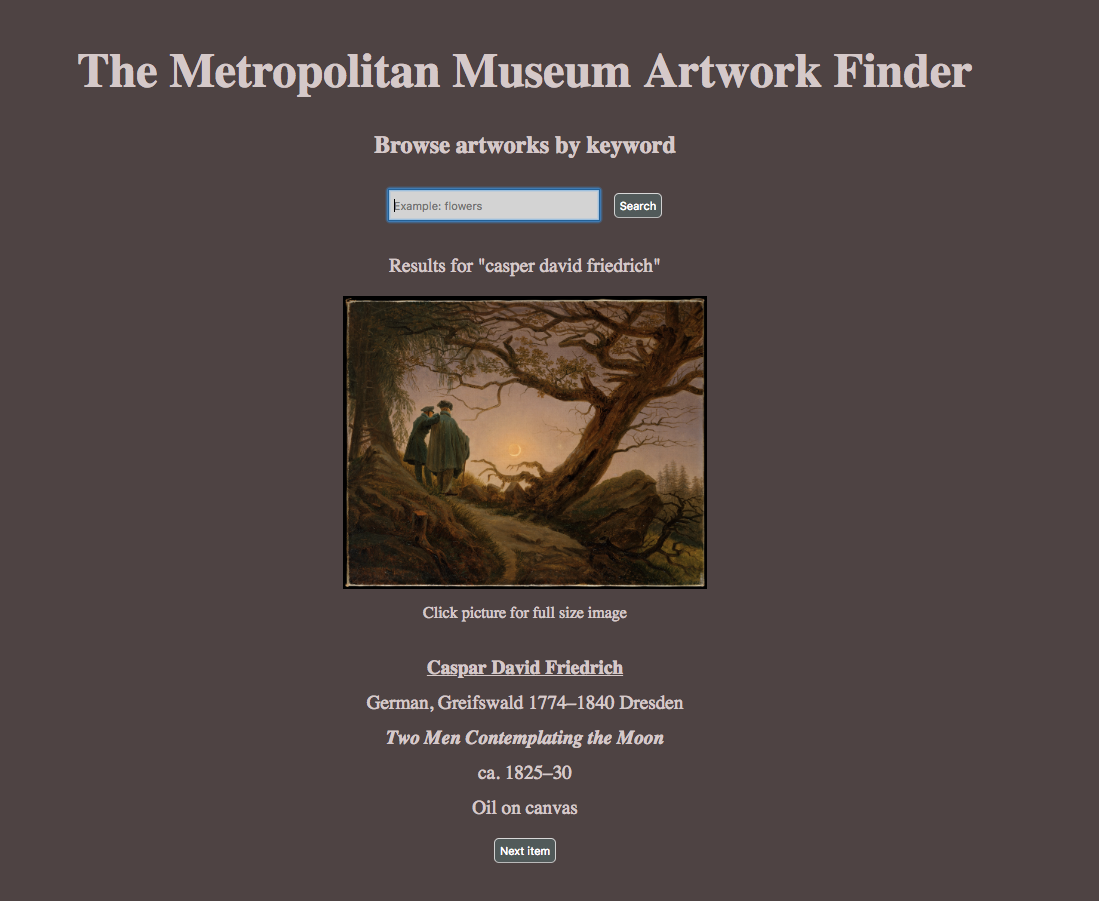 The Metropolitan Museum Artwork Finder
Browse artworks by keyword
Example: flowers
Search
Results for "casper david friedrich"
Click picture for full size image
Caspar David Friedrich
German, Greifswald 1774–1840 Dresden
Two Men Contemplating the Moon
ca. 1825–30
Oil on canvas
Next item